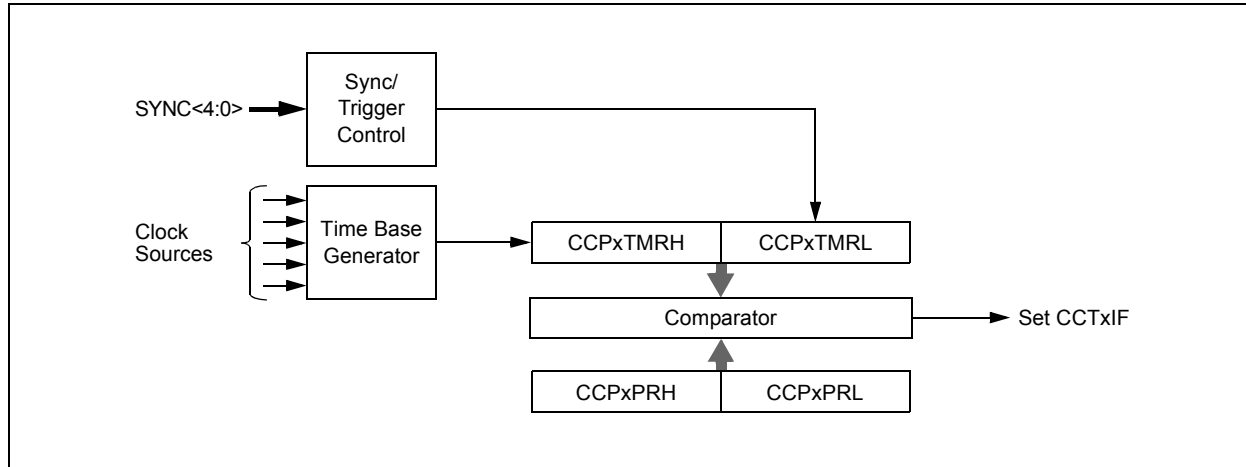 Sync/
Trigger
Control
SYNC<4:0>
Clock
Sources
Time Base
Generator
CCPxTMRH
CCPxTMRL
Comparator
Set CCTxIF
CCPxPRH
CCPxPRL